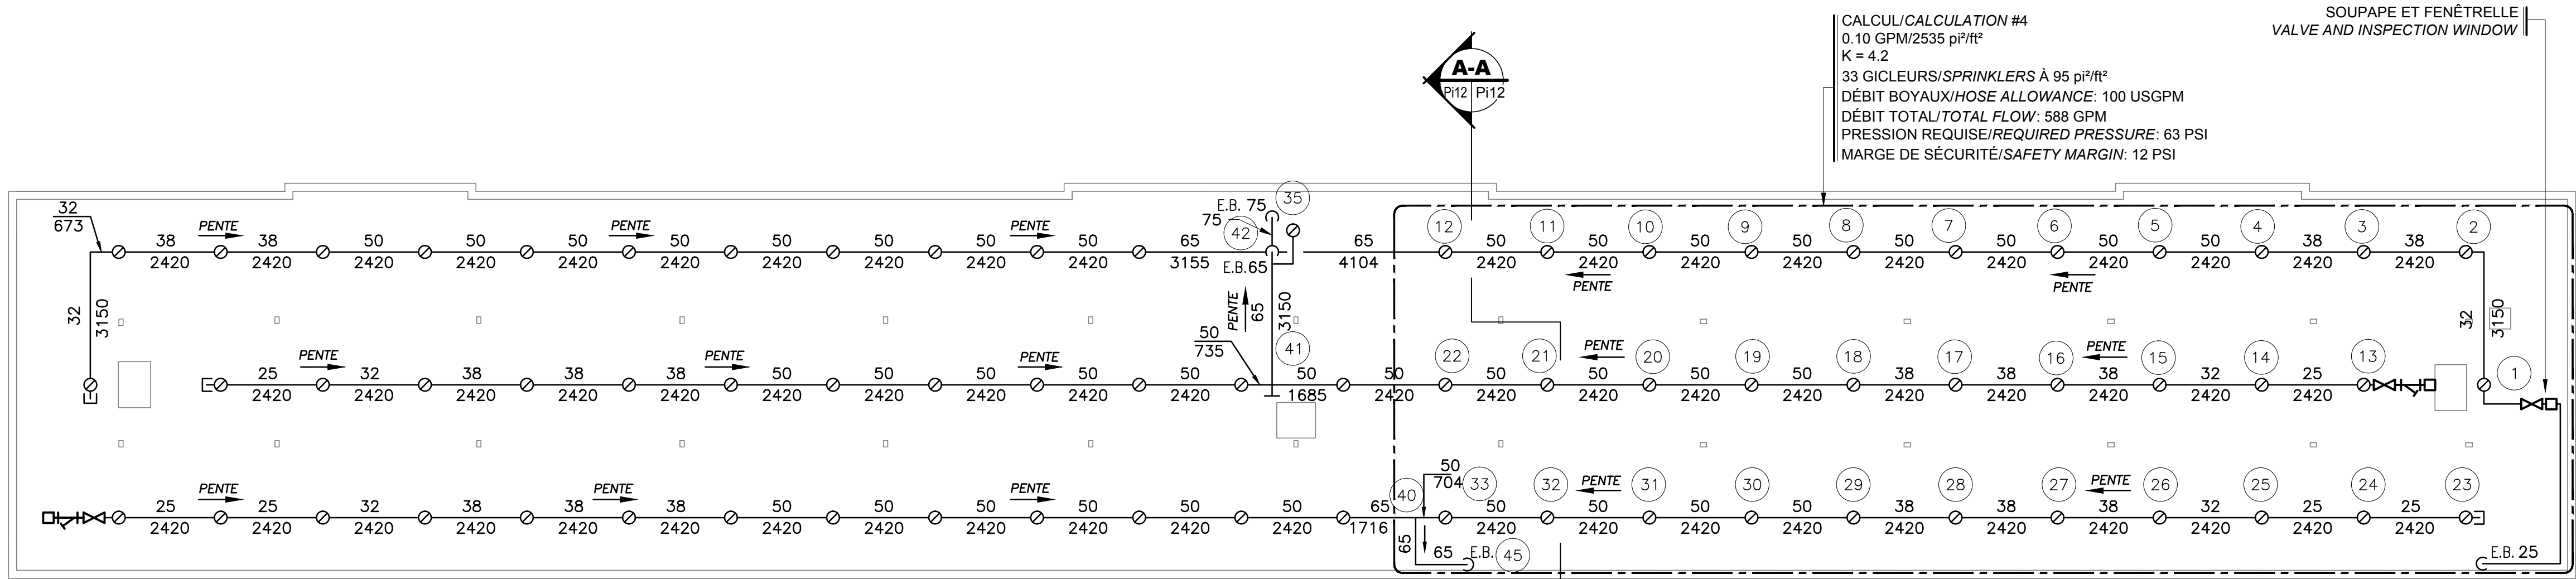 CALCUL/CALCULATION #4
0.10 GPM/2535 pi²/ft²
K = 4.2
33 GICLEURS/SPRINKLERS À 95 pi²/ft²
DÉBIT BOYAUX/HOSE ALLOWANCE: 100 USGPM
DÉBIT TOTAL/TOTAL FLOW: 588 GPM
PRESSION REQUISE/REQUIRED PRESSURE: 63 PSI
MARGE DE SÉCURITÉ/SAFETY MARGIN: 12 PSI
SOUPAPE ET FENÊTRELLE
VALVE AND INSPECTION WINDOW
A-A
Pi12 Pi12
E.B. 75
35
75
42
12 11 10 9 8 7 6 5 4 3 2
32
673
PENTE PENTE PENTE
38 38 50 50 50 50 50 50 50 50 65 65 50 50 50 50 50 50 50 50 38 38
2420 2420 2420 2420 2420 2420 2420 2420 2420 2420 3155 4104 2420 2420 2420 2420 2420 2420 2420 2420 2420 2420
E.B. 65
PENTE PENTE
32
3150
PENTE
65
3150
32
3150
50
735
41
22 21 20 19 18 17 16 15 14 13
1
PENTE PENTE PENTE PENTE PENTE
25 32 38 38 38 50 50 50 50 50 50 50 50 50 50 50 38 38 38 32 25
2420 2420 2420 2420 2420 2420 2420 2420 2420 2420 1685 2420 2420 2420 2420 2420 2420 2420 2420 2420 2420
50
704
40
33 32 31 30 29 28 27 26 25 24 23
PENTE PENTE PENTE PENTE PENTE
25 25 32 38 38 38 50 50 50 50 50 50 65 50 50 50 50 38 38 38 32 25 25
2420 2420 2420 2420 2420 2420 2420 2420 2420 2420 2420 2420 1716 2420 2420 2420 2420 2420 2420 2420 2420 2420 2420
65
65 E.B. 45
E.B. 25